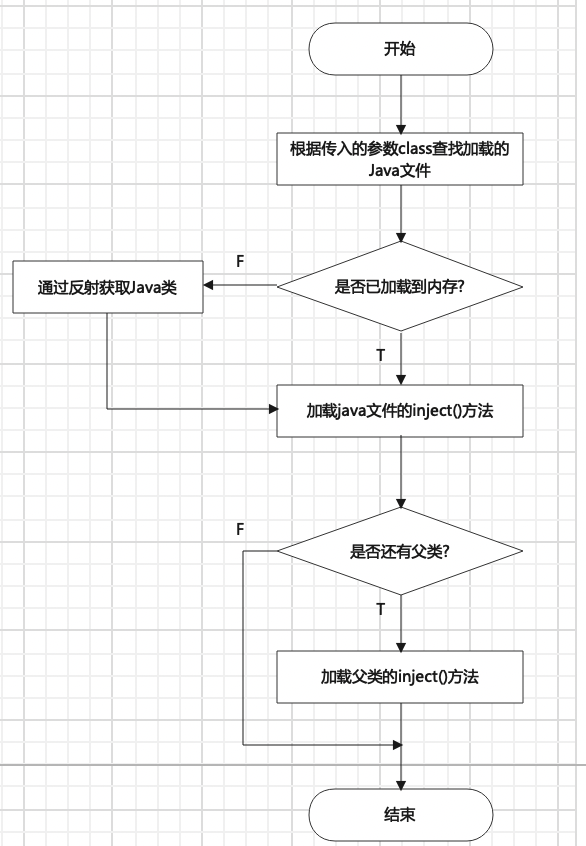 开始
根据传入的参数class查找加载的
Java文件
F
通过反射获取Java类
是否已加载到内存?
T
加载java文件的inject()方法
F
是否还有父类?
T
加载父类的inject()方法
结束